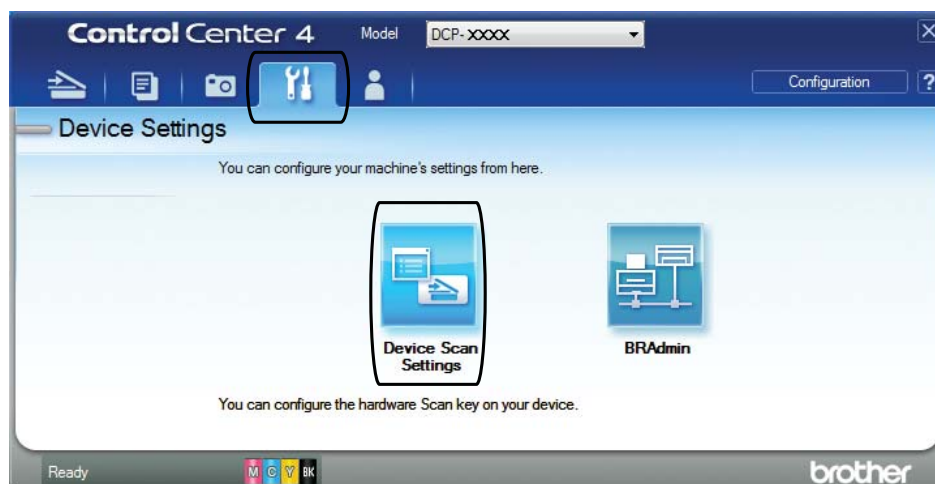 Control Center 4 Model DCP-XXXX
Configuration ?
Device Settings
You can configure your machine's settings from here.
Device Scan
Settings
BRAdmin
You can configure the hardware Scan key on your device.
Ready M C Y BK brother